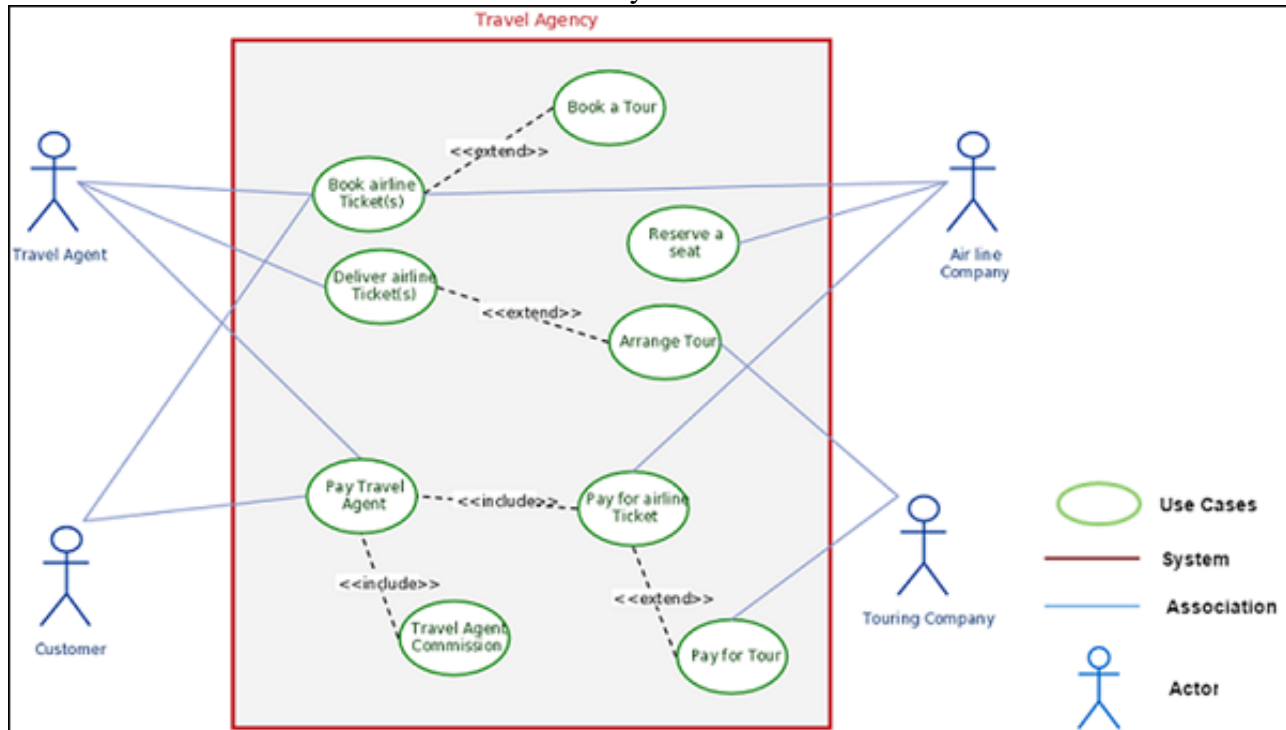 Travel Agency
Book a Tour
<<extend>>
Book airline
Ticket(s)
Reserve a
seat
Travel Agent
Air line
Company
Deliver airline
Ticket(s)
<<extend>>
Arrange Tour
Pay Travel
Agent
<<include>>
Pay for airline
Ticket
Use Cases
System
<<include>>
<<extend>>
Association
Touring Company
Travel Agent
Commission
Pay for Tour
Customer
Actor